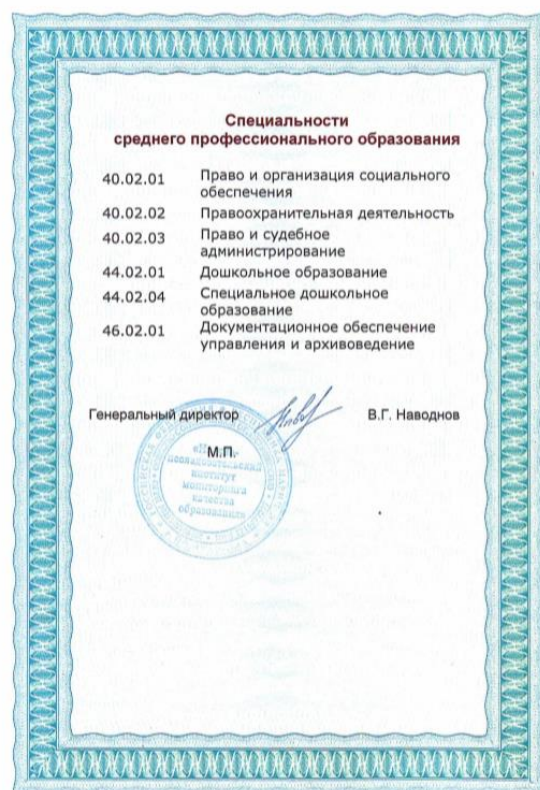 Специальности
среднего профессионального образования
40.02.01 Право и организация социального
обеспечения
40.02.02 Правоохранительная деятельность
40.02.03 Право и судебное
администрирование
44.02.01 Дошкольное образование
44.02.04 Специальное дошкольное
образование
46.02.01 Документационное обеспечение
управления и архивоведение
Генеральный директор В.Г. Наводнов
М.П.
институт
мониторинга
качества
образования»